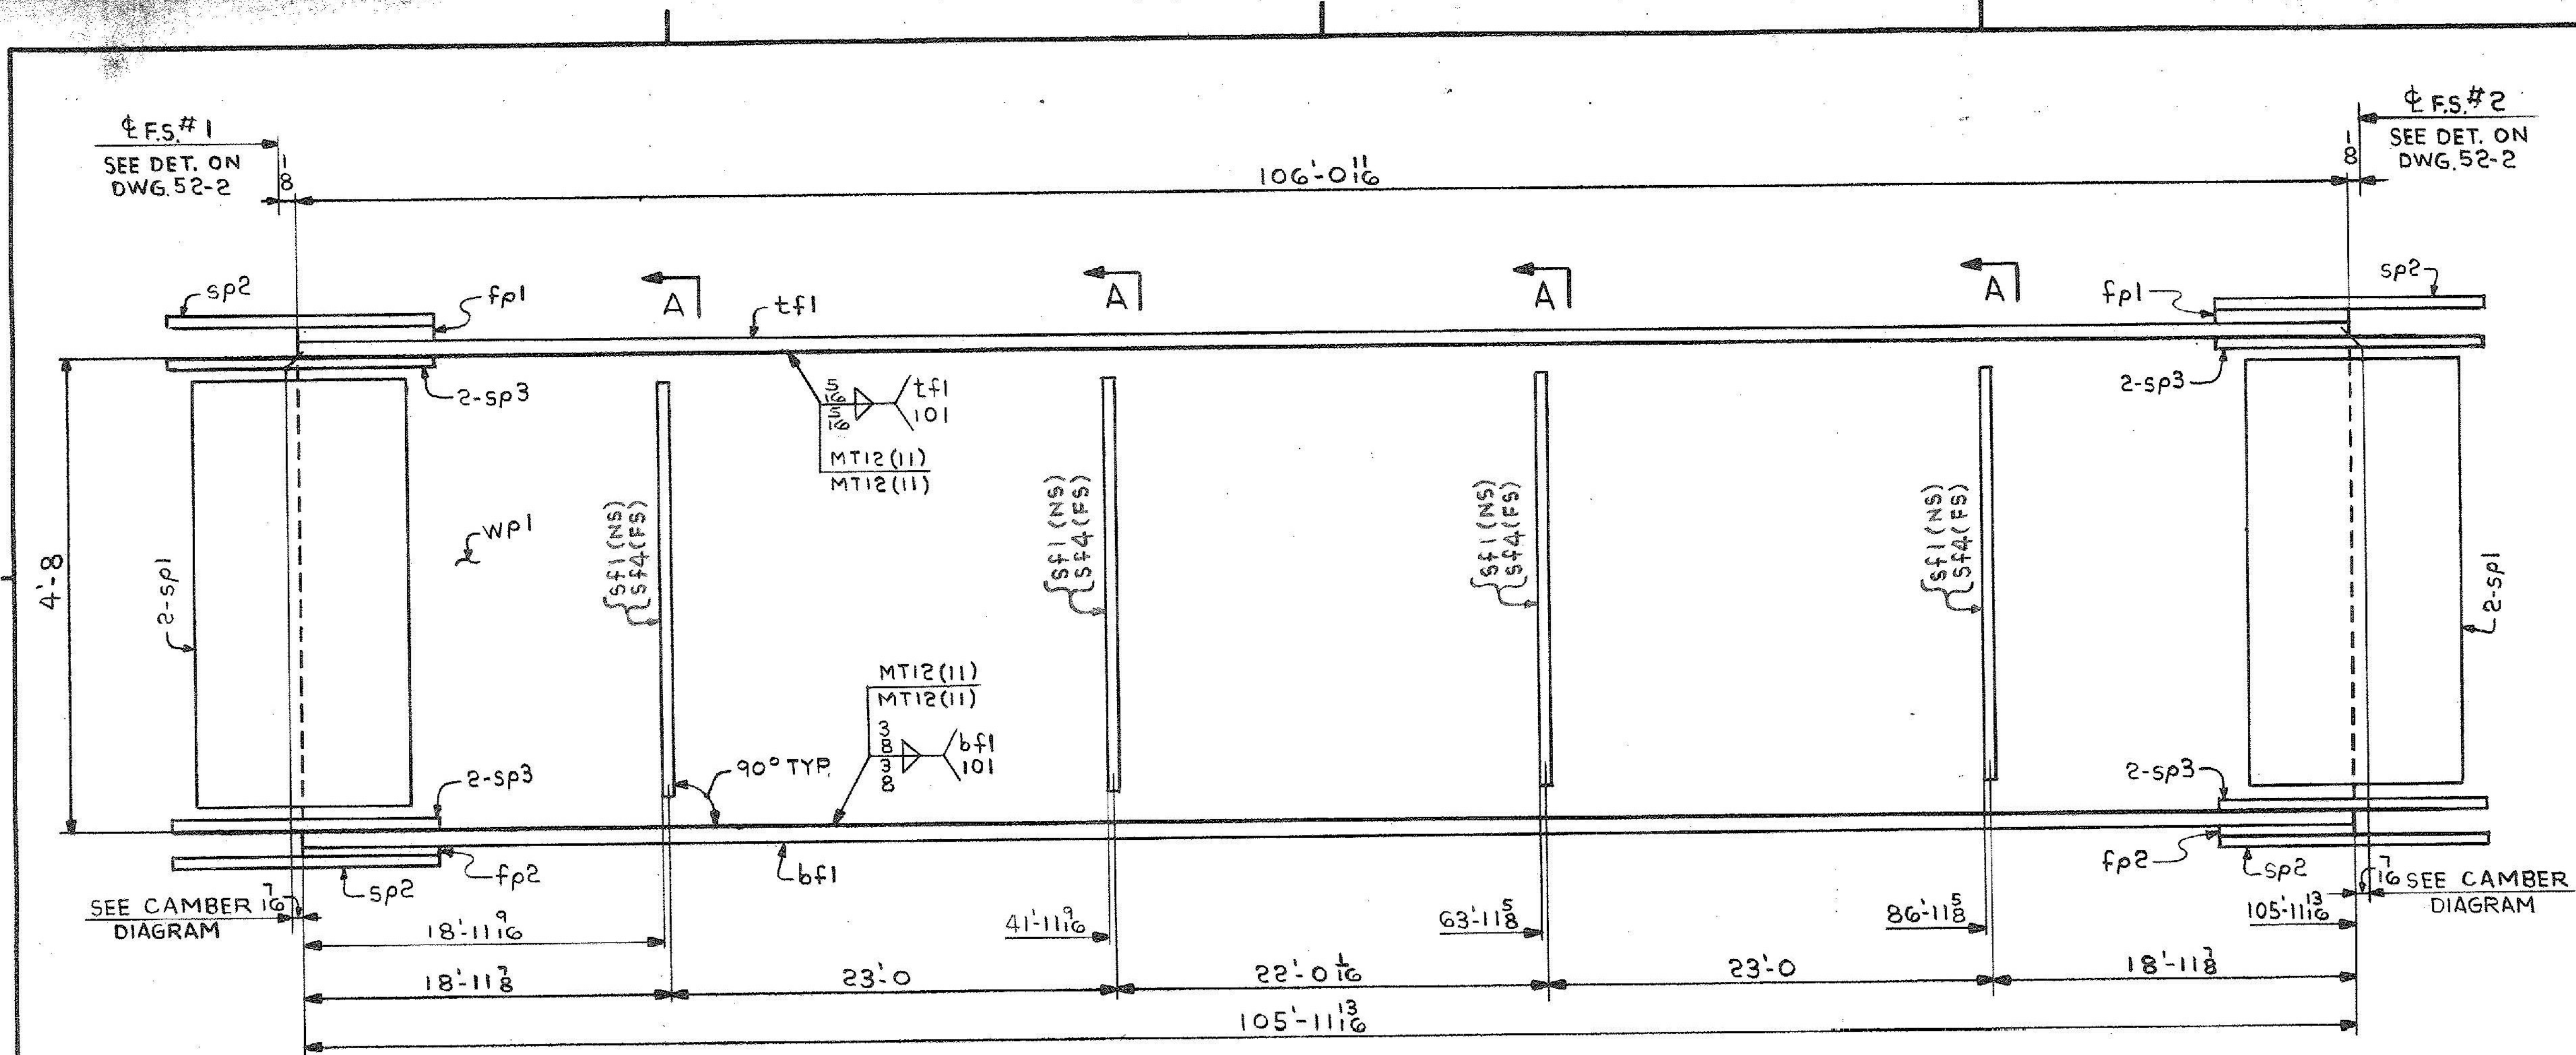 ℄ F.S. #1
SEE DET. ON
DWG. 52-2
1/8
106'-0 11/16
1/8
℄ F.S. #2
SEE DET. ON
DWG. 52-2
sp2
fp1
A
tf1
A
A
A
fp1
sp2
2-sp3
5/16
5/16
tf1
101
MT12(11)
MT12(11)
2-sp3
4'-8
2-sp1
wp1
sf1 (NS)
sf4 (FS)
sf1 (NS)
sf4 (FS)
sf1 (NS)
sf4 (FS)
sf1 (NS)
sf4 (FS)
2-sp1
MT12(11)
MT12(11)
3/8
3/8
bf1
101
90° TYP.
2-sp3
2-sp3
fp2
sp2
bf1
fp2
sp2
SEE CAMBER
DIAGRAM
7/16
18'-11 9/16
41'-11 9/16
63'-11 5/8
86'-11 5/8
105'-11 13/16
7/16
SEE CAMBER
DIAGRAM
18'-11 7/8
23'-0
22'-0 1/16
23'-0
18'-11 7/8
105'-11 13/16